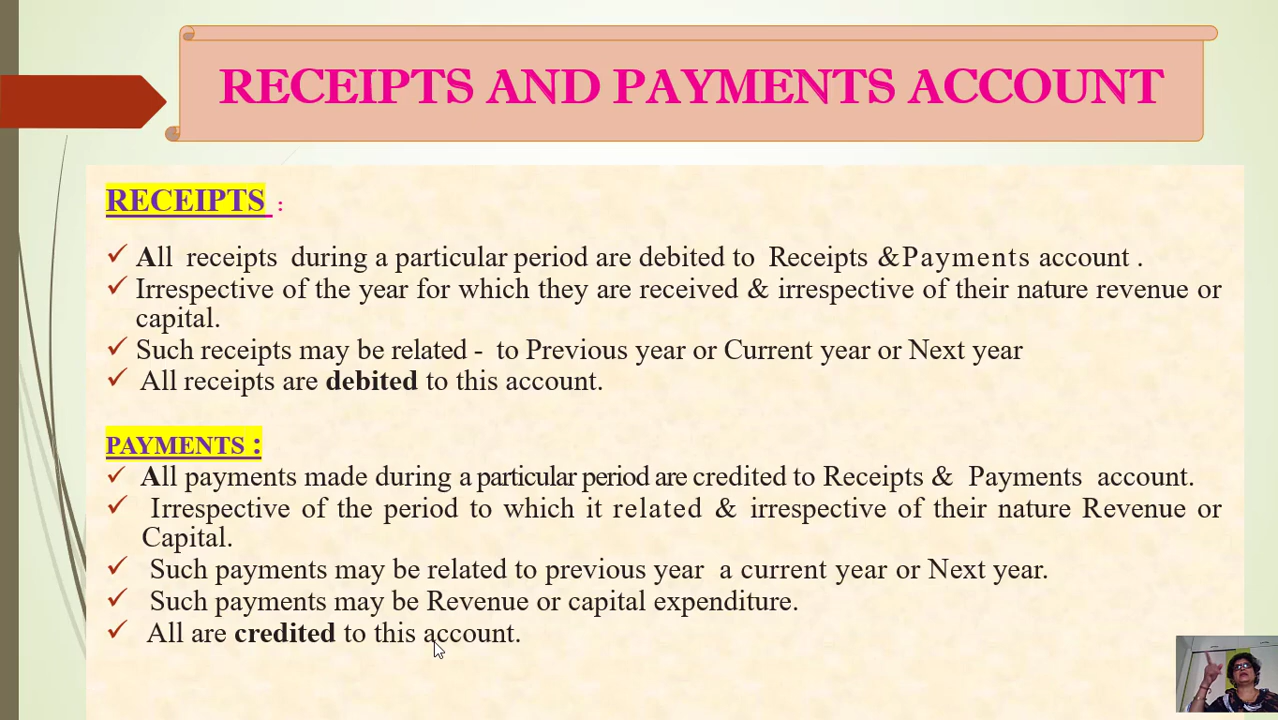 RECEIPTS AND PAYMENTS ACCOUNT
RECEIPTS :
✓ All receipts during a particular period are debited to Receipts &Payments account .
✓ Irrespective of the year for which they are received & irrespective of their nature revenue or
capital.
✓ Such receipts may be related - to Previous year or Current year or Next year
✓ All receipts are debited to this account.
PAYMENTS :
✓ All payments made during a particular period are credited to Receipts & Payments account.
✓ Irrespective of the period to which it related & irrespective of their nature Revenue or
Capital.
✓ Such payments may be related to previous year a current year or Next year.
✓ Such payments may be Revenue or capital expenditure.
✓ All are credited to this account.